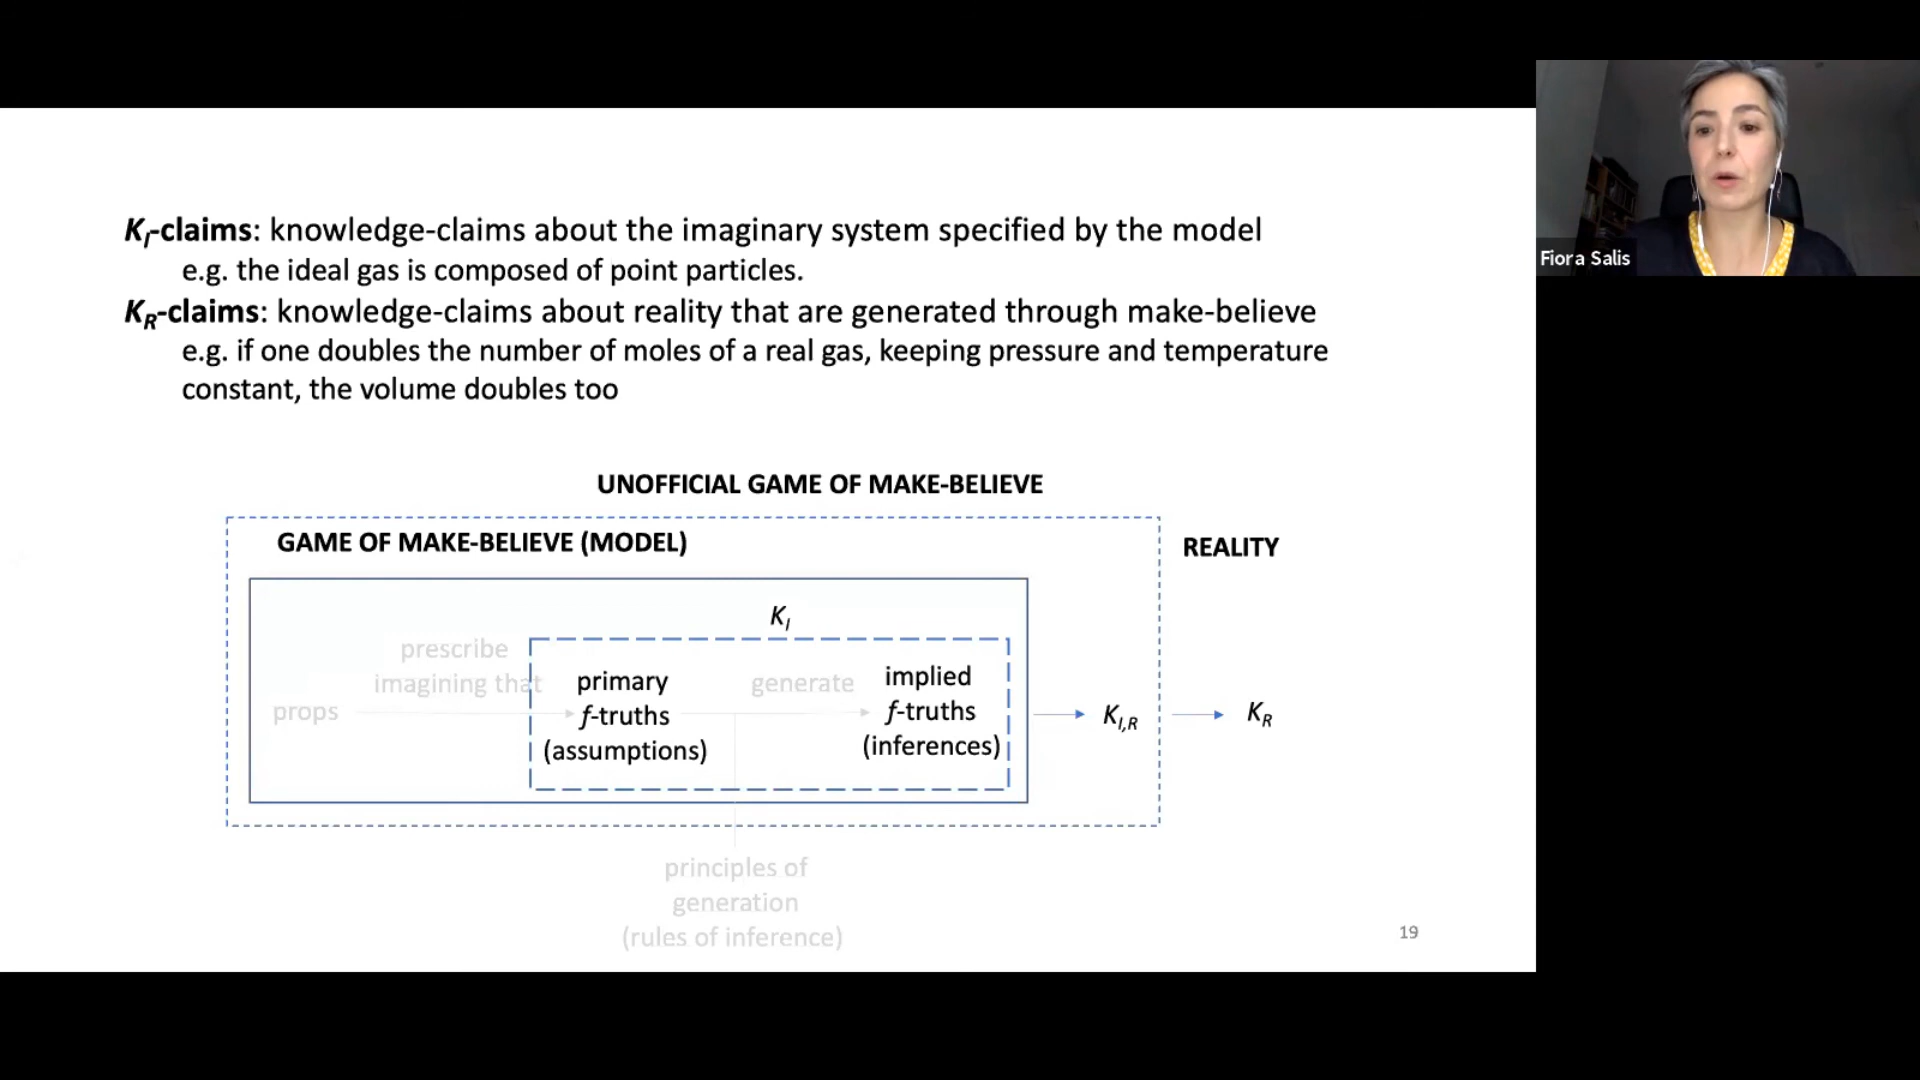 K_I-claims: knowledge-claims about the imaginary system specified by the model
e.g. the ideal gas is composed of point particles.
K_R-claims: knowledge-claims about reality that are generated through make-believe
e.g. if one doubles the number of moles of a real gas, keeping pressure and temperature
constant, the volume doubles too
UNOFFICIAL GAME OF MAKE-BELIEVE
GAME OF MAKE-BELIEVE (MODEL)
REALITY
K_I
prescribe
imagining that
props
primary
f-truths
(assumptions)
generate
implied
f-truths
(inferences)
K_I,R
K_R
principles of
generation
(rules of inference)
19
Fiora Salis